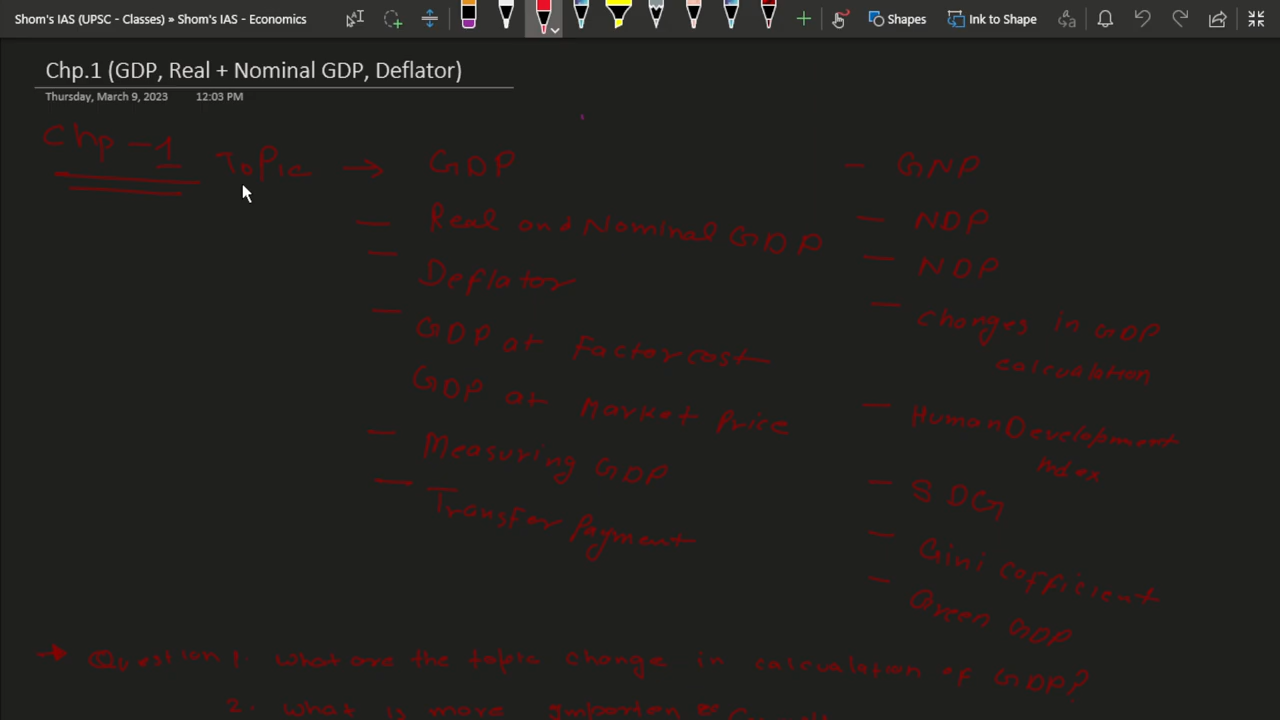 Shom's IAS (UPSC - Classes) » Shom's IAS - Economics
Shapes
Ink to Shape
Chp.1 (GDP, Real + Nominal GDP, Deflator)
Thursday, March 9, 2023 12:03 PM
Chp - 1
Topic → GDP
- Real and Nominal GDP
- Deflator
- GDP at Factor cost
GDP at Market Price
- Measuring GDP
- Transfer Payment
- GNP
- NDP
- NDP
- Changes in GDP
calculation
- Human Development
Index
- SDG
- Gini cofficient
- Green GDP
→ Question 1. What are the topic change in calculation of GDP?
2. What is more